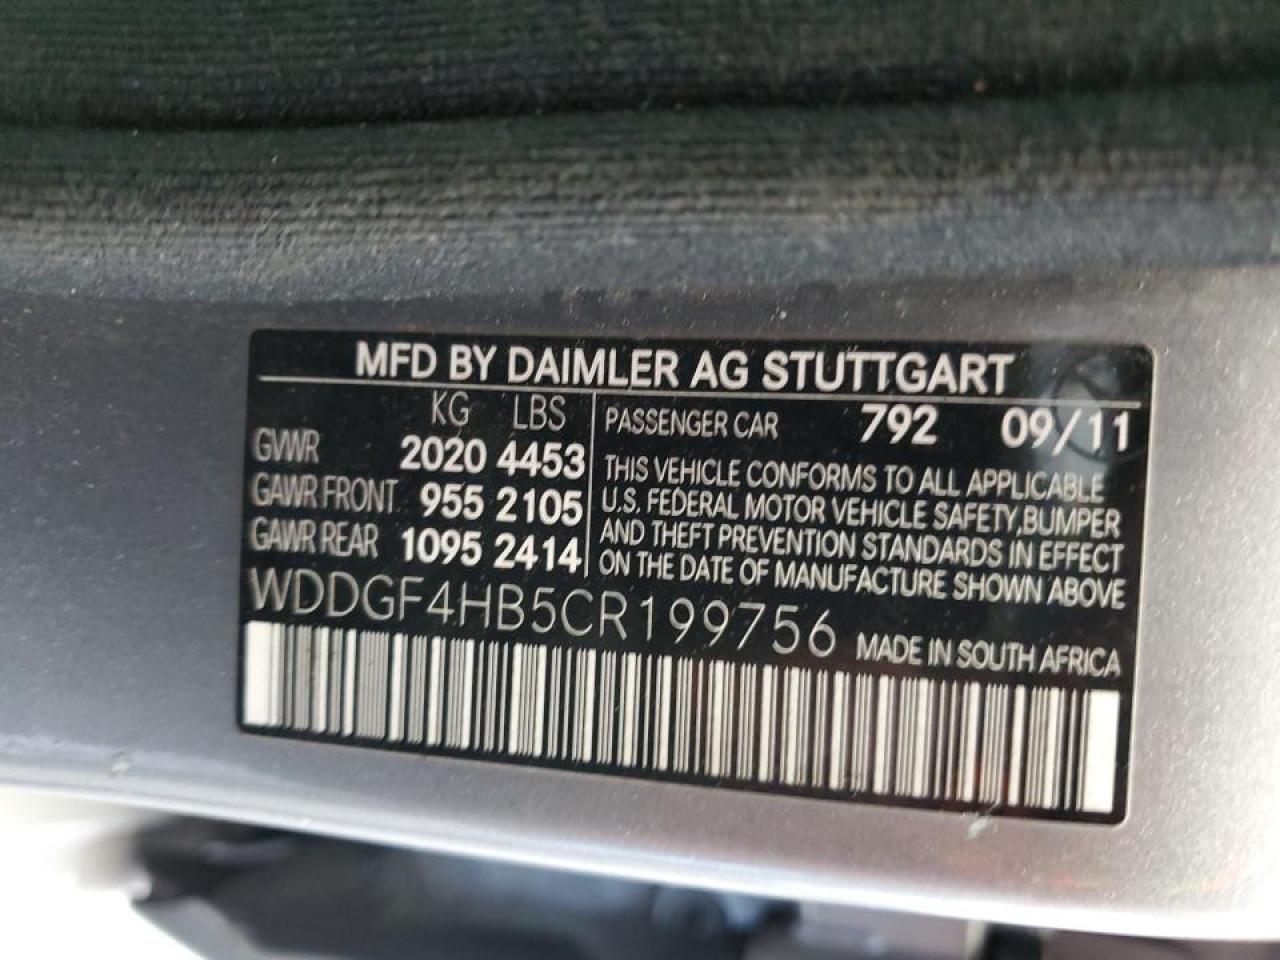 MFD BY DAIMLER AG STUTTGART
KG LBS
GVWR 2020 4453
GAWR FRONT 955 2105
GAWR REAR 1095 2414
PASSENGER CAR 792 09/11
THIS VEHICLE CONFORMS TO ALL APPLICABLE
U.S. FEDERAL MOTOR VEHICLE SAFETY,BUMPER
AND THEFT PREVENTION STANDARDS IN EFFECT
ON THE DATE OF MANUFACTURE SHOWN ABOVE
WDDGF4HB5CR199756 MADE IN SOUTH AFRICA